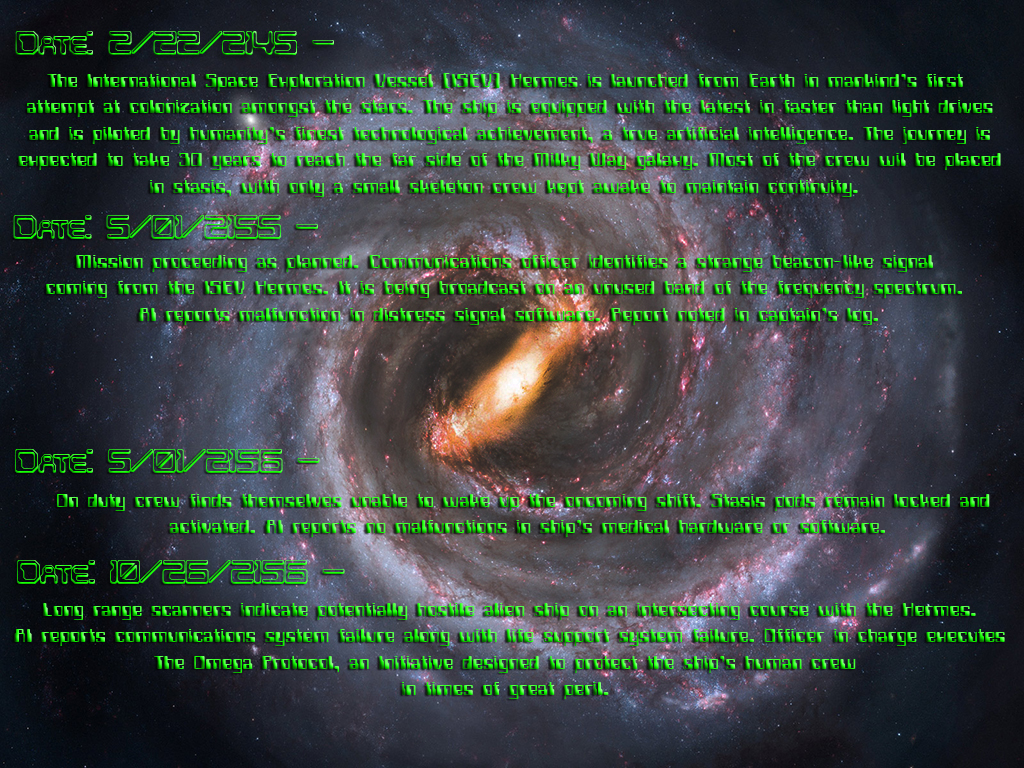 Date: 2/22/2145 –
The International Space Exploration Vessel (ISEV) Hermes is launched from Earth in mankind's first
attempt at colonization amongst the stars. The ship is equipped with the latest in faster than light drives
and is piloted by humanity's finest technological achievement, a true artificial intelligence. The journey is
expected to take 30 years to reach the far side of the Milky Way galaxy. Most of the crew wil be placed
in stasis, with only a small skeleton crew kept awake to maintain continuity.
Date: 5/01/2155 –
Mission proceeding as planned. Communications officer identifies a strange beacon-like signal
coming from the ISEV Hermes. It is being broadcast on an unused band of the frequency spectrum.
AI reports malfunction in distress signal software. Report noted in captain's log.
Date: 5/01/2156 –
On duty crew finds themselves unable to wake up the oncoming shift. Stasis pods remain locked and
activated. AI reports no malfunctions in ship's medical hardware or software.
Date: 10/26/2156 –
Long range scanners indicate potentially hostile alien ship on an intersecting course with the Hermes.
AI reports communications system failure along with life support system failure. Officer in charge executes
The Omega Protocol, an initiative designed to protect the ship's human crew
in times of great peril.